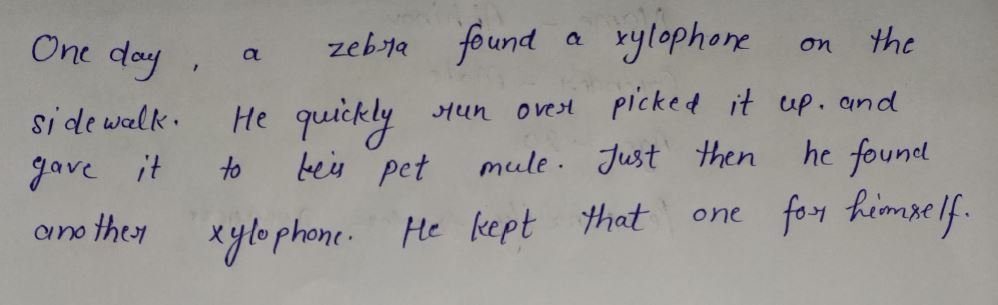 One day, a zebra found a xylophone on the
sidewalk. He quickly run over picked it up. and
gave it to his pet mule. Just then he found
another xylophone. He kept that one for himself.